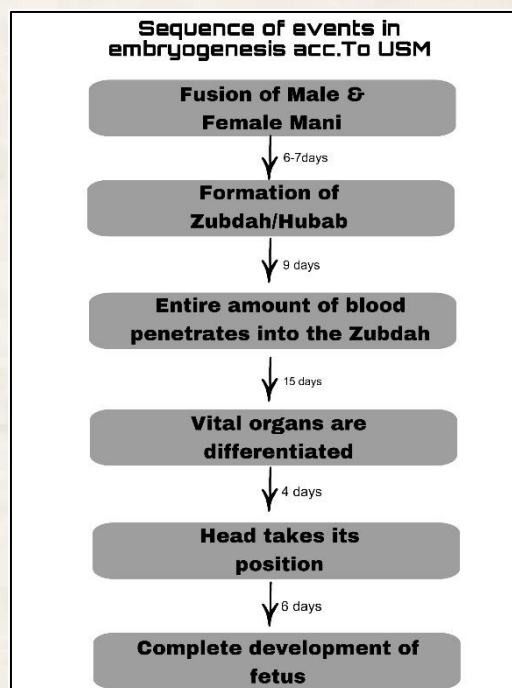 Sequence of events in
embryogenesis acc.To USM
Fusion of Male &
Female Mani
6-7days
Formation of
Zubdah/Hubab
9 days
Entire amount of blood
penetrates into the Zubdah
15 days
Vital organs are
differentiated
4 days
Head takes its
position
6 days
Complete development of
fetus